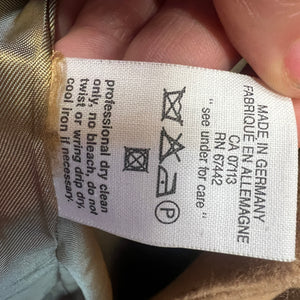 MADE IN GERMANY
FABRIQUE EN ALLEMAGNE
CA 07113
RN 67442
" see under for care "
P
professional dry clean
only, no bleach, do not
twist or wring drip dry,
cool iron if necessary.